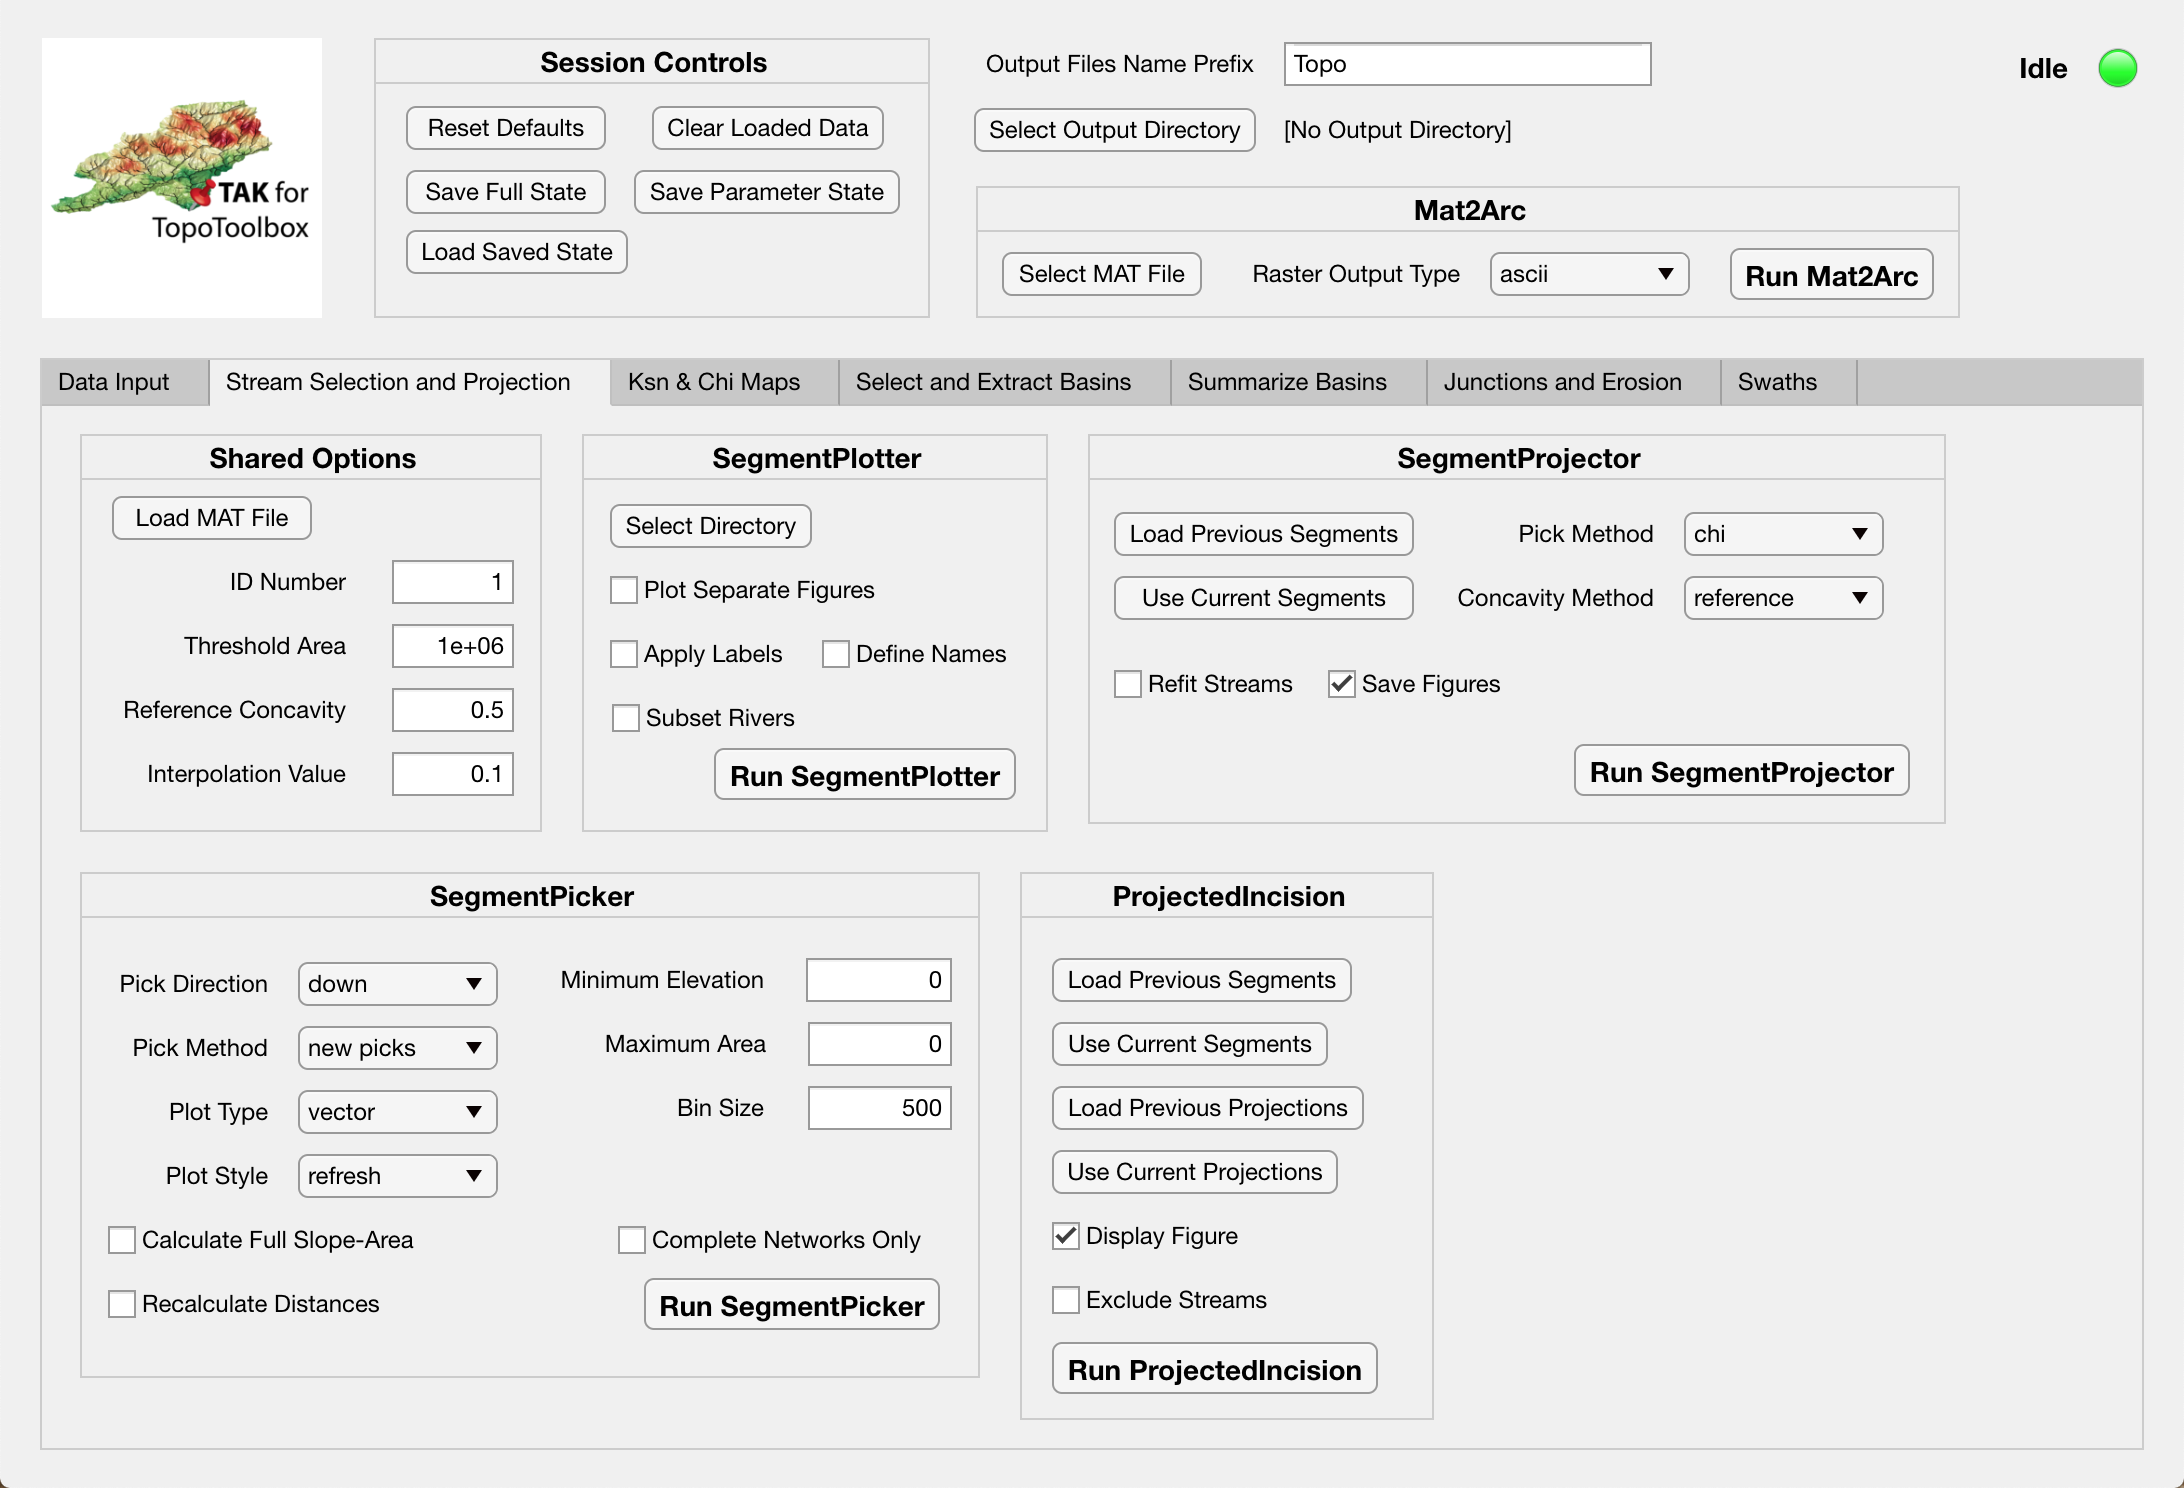 TAK for
TopoToolbox
Session Controls
Reset Defaults
Clear Loaded Data
Save Full State
Save Parameter State
Load Saved State
Output Files Name Prefix
Topo
Select Output Directory
[No Output Directory]
Idle
Mat2Arc
Select MAT File
Raster Output Type
ascii
Run Mat2Arc
Data Input
Stream Selection and Projection
Ksn & Chi Maps
Select and Extract Basins
Summarize Basins
Junctions and Erosion
Swaths
Shared Options
Load MAT File
ID Number
1
Threshold Area
1e+06
Reference Concavity
0.5
Interpolation Value
0.1
SegmentPlotter
Select Directory
Plot Separate Figures
Apply Labels
Define Names
Subset Rivers
Run SegmentPlotter
SegmentProjector
Load Previous Segments
Pick Method
chi
Use Current Segments
Concavity Method
reference
Refit Streams
Save Figures
Run SegmentProjector
SegmentPicker
Pick Direction
down
Minimum Elevation
0
Pick Method
new picks
Maximum Area
0
Plot Type
vector
Bin Size
500
Plot Style
refresh
Calculate Full Slope-Area
Complete Networks Only
Recalculate Distances
Run SegmentPicker
ProjectedIncision
Load Previous Segments
Use Current Segments
Load Previous Projections
Use Current Projections
Display Figure
Exclude Streams
Run ProjectedIncision